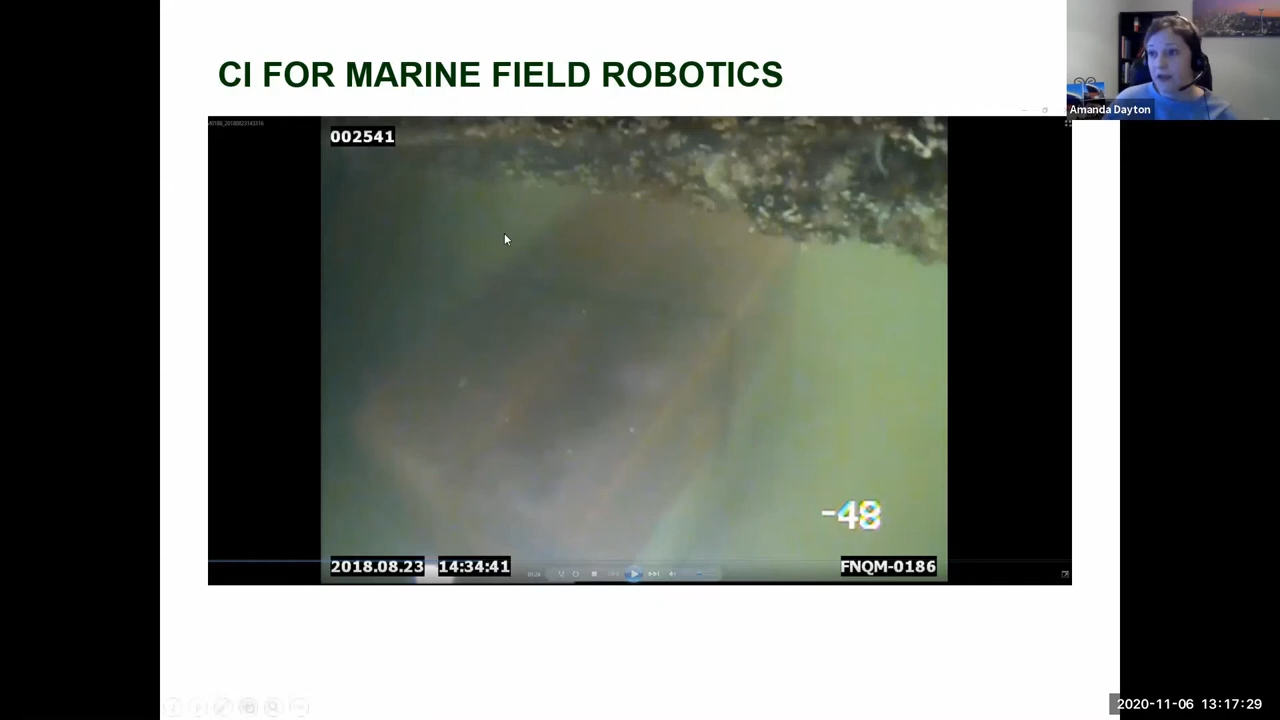 CI FOR MARINE FIELD ROBOTICS
Amanda Dayton
002541
-48
2018.08.23 14:34:41
FNQM-0186
2020-11-06 13:17:29